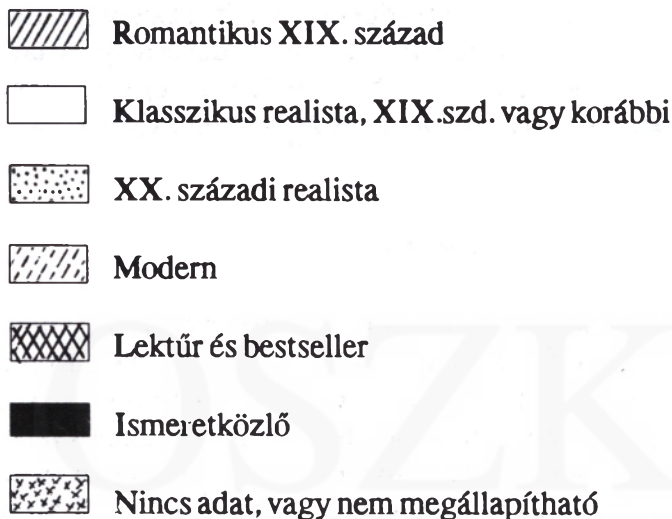 Romantikus XIX. század
Klasszikus realista, XIX.szd. vagy korábbi
XX. századi realista
Modern
Lektűr és bestseller
Ismeretközlő
Nincs adat, vagy nem megállapítható
OSZK